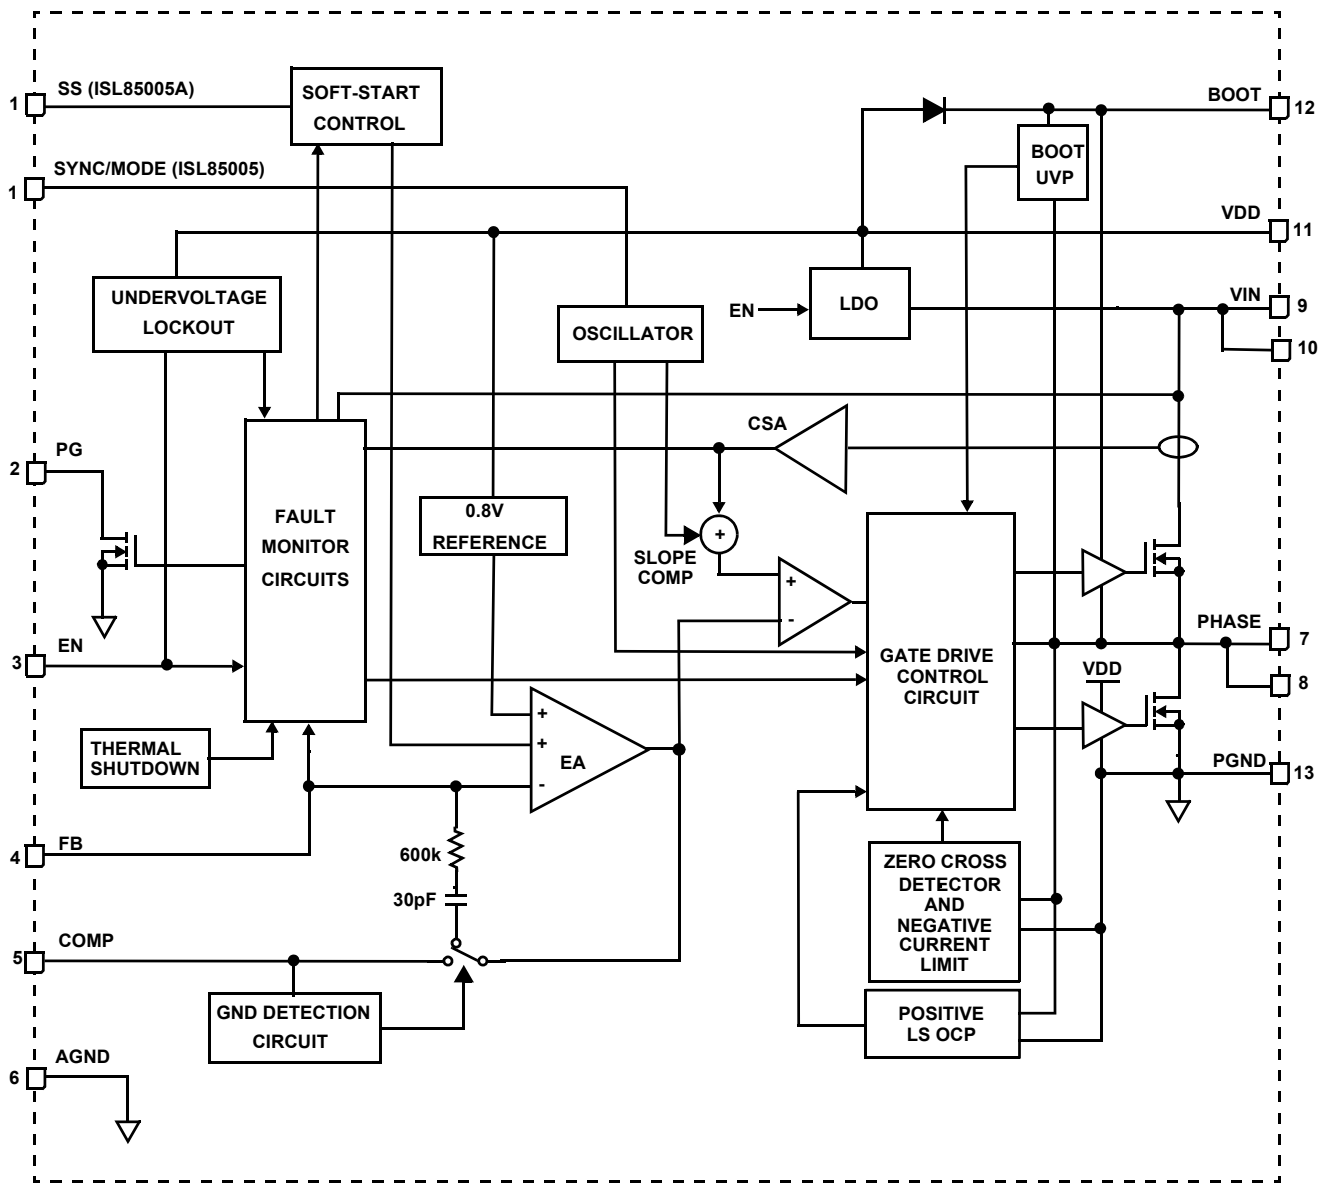 SS (ISL85005A)
1
SOFT-START
CONTROL
BOOT
12
SYNC/MODE (ISL85005)
1
BOOT
UVP
VDD
11
UNDERVOLTAGE
LOCKOUT
EN
LDO
VIN
9
10
OSCILLATOR
CSA
PG
2
FAULT
MONITOR
CIRCUITS
0.8V
REFERENCE
+
SLOPE
COMP
+
-
GATE DRIVE
CONTROL
CIRCUIT
EN
3
PHASE
7
8
VDD
THERMAL
SHUTDOWN
+
+
-
EA
PGND
13
FB
4
600k
30pF
ZERO CROSS
DETECTOR
AND
NEGATIVE
CURRENT
LIMIT
COMP
5
GND DETECTION
CIRCUIT
POSITIVE
LS OCP
AGND
6